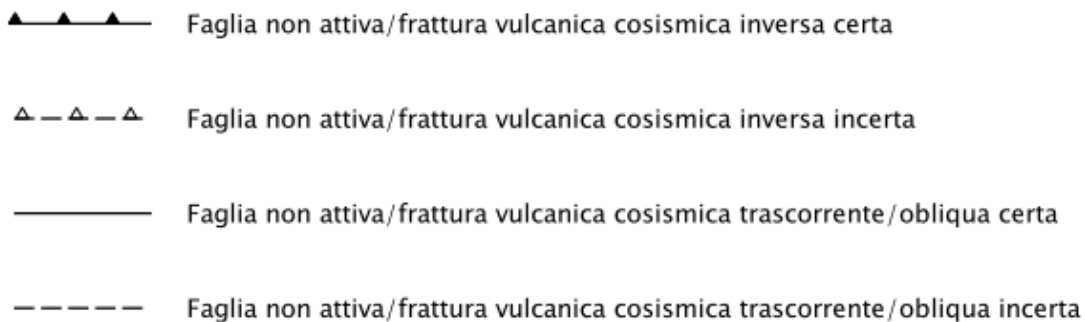 Faglia non attiva/frattura vulcanica cosismica inversa certa
Faglia non attiva/frattura vulcanica cosismica inversa incerta
Faglia non attiva/frattura vulcanica cosismica trascorrente/obliqua certa
Faglia non attiva/frattura vulcanica cosismica trascorrente/obliqua incerta